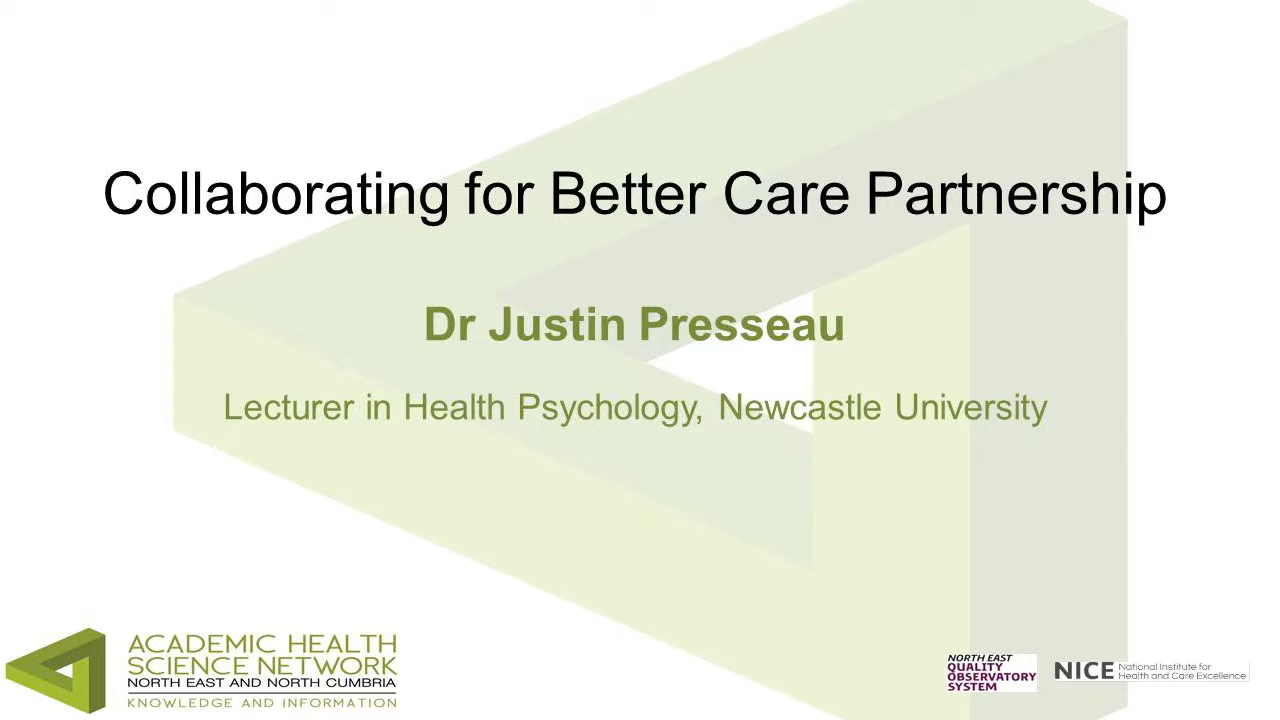 Collaborating for Better Care Partnership
Dr Justin Presseau
Lecturer in Health Psychology, Newcastle University
ACADEMIC HEALTH
SCIENCE NETWORK
NORTH EAST AND NORTH CUMBRIA
KNOWLEDGE AND INFORMATION
NORTH EAST
QUALITY
OBSERVATORY
SYSTEM
NICE National Institute for
Health and Care Excellence